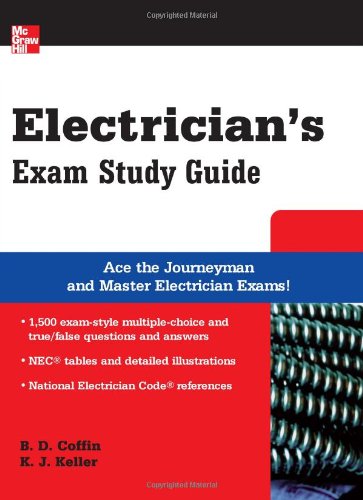 Mc
Graw
Hill
Electrician's
Exam Study Guide
Ace the Journeyman
and Master Electrician Exams!
• 1,500 exam-style multiple-choice and
true/false questions and answers
• NEC® tables and detailed illustrations
• National Electrician Code® references
B. D. Coffin
K. J. Keller
Copyrighted Material
Copyrighted Material